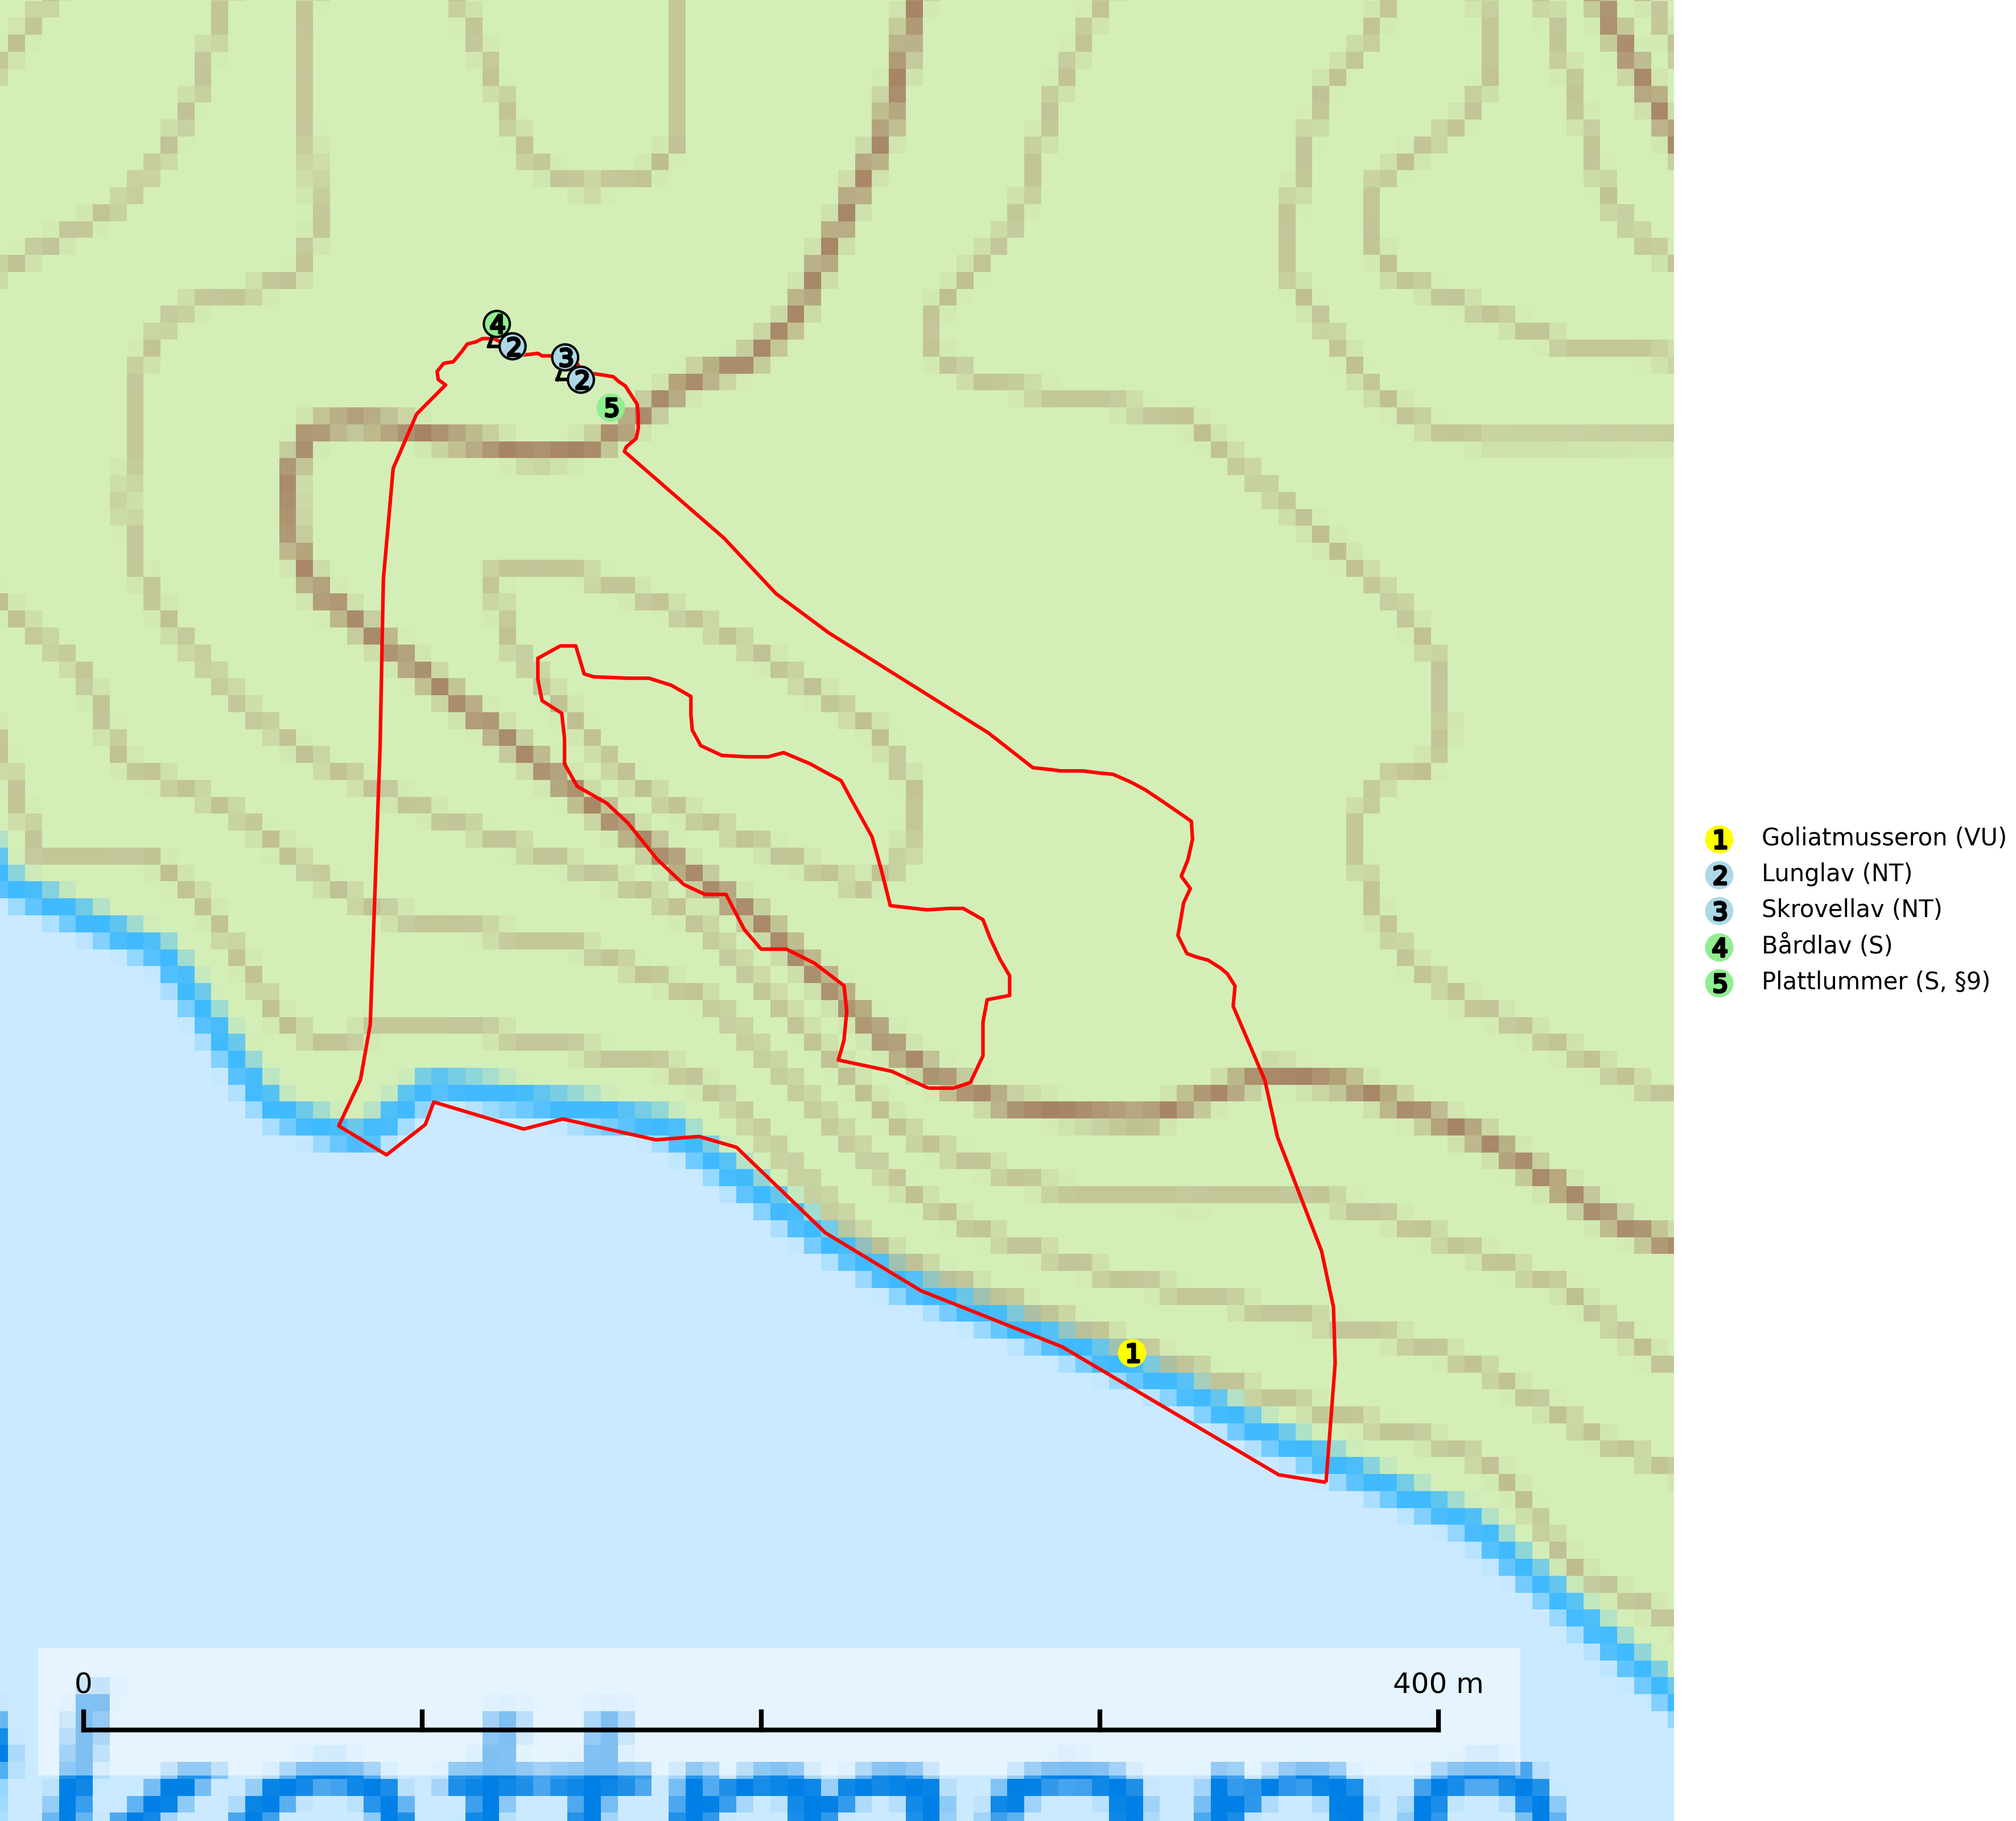 4
2
3
2
5
1
1 Goliatmusseron (VU)
2 Lunglav (NT)
3 Skrovellav (NT)
4 Bårdlav (S)
5 Plattlummer (S, §9)
0 400 m